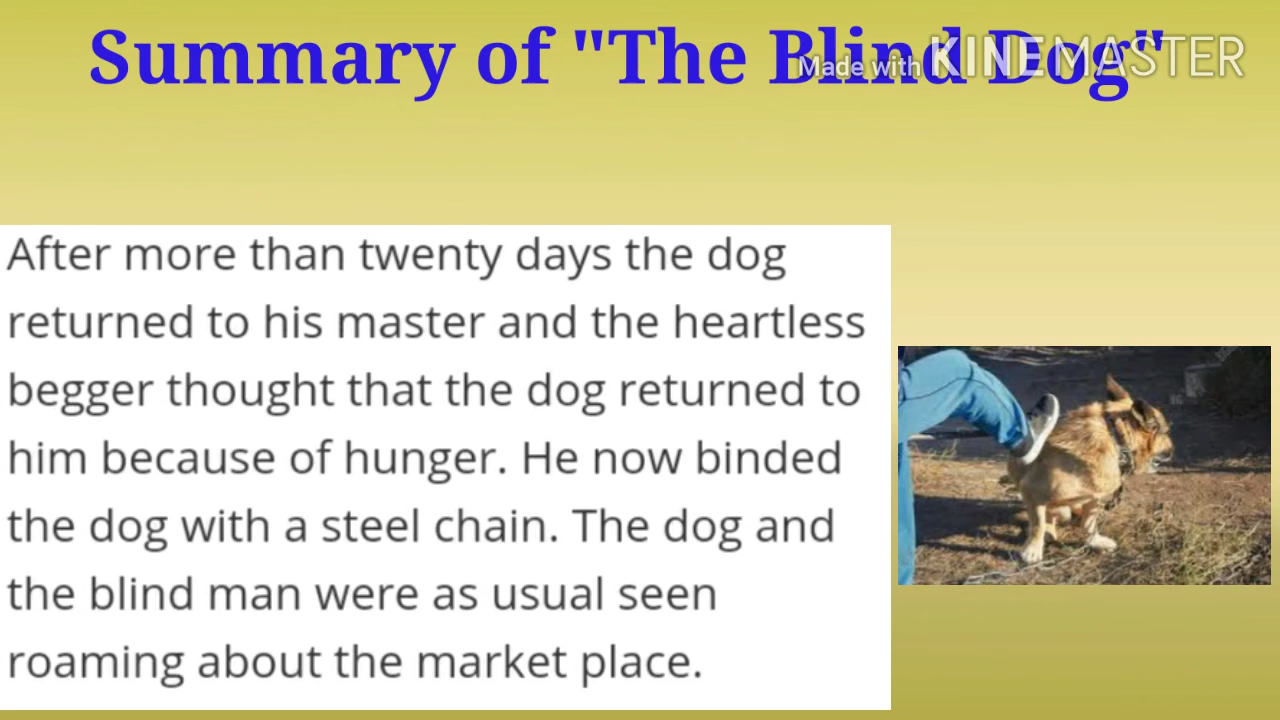 Summary of "The Blind Dog"
Made with KINEMASTER
After more than twenty days the dog
returned to his master and the heartless
begger thought that the dog returned to
him because of hunger. He now binded
the dog with a steel chain. The dog and
the blind man were as usual seen
roaming about the market place.